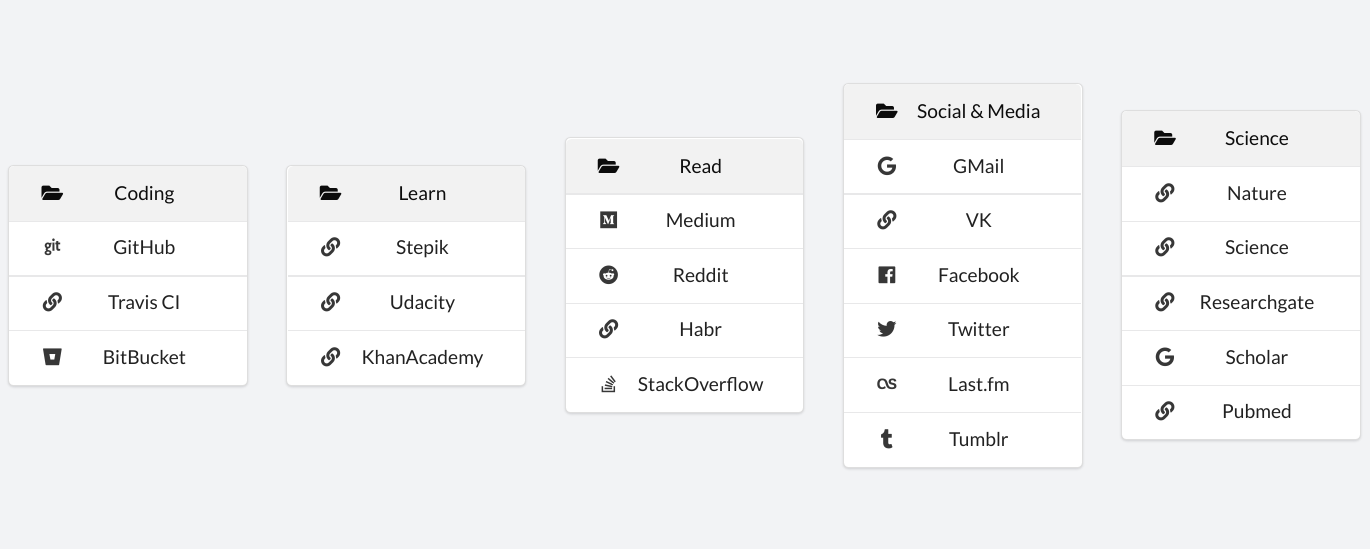 Coding
git GitHub
Travis CI
BitBucket
Learn
Stepik
Udacity
KhanAcademy
Read
Medium
Reddit
Habr
StackOverflow
Social & Media
GMail
VK
Facebook
Twitter
Last.fm
Tumblr
Science
Nature
Science
Researchgate
Scholar
Pubmed